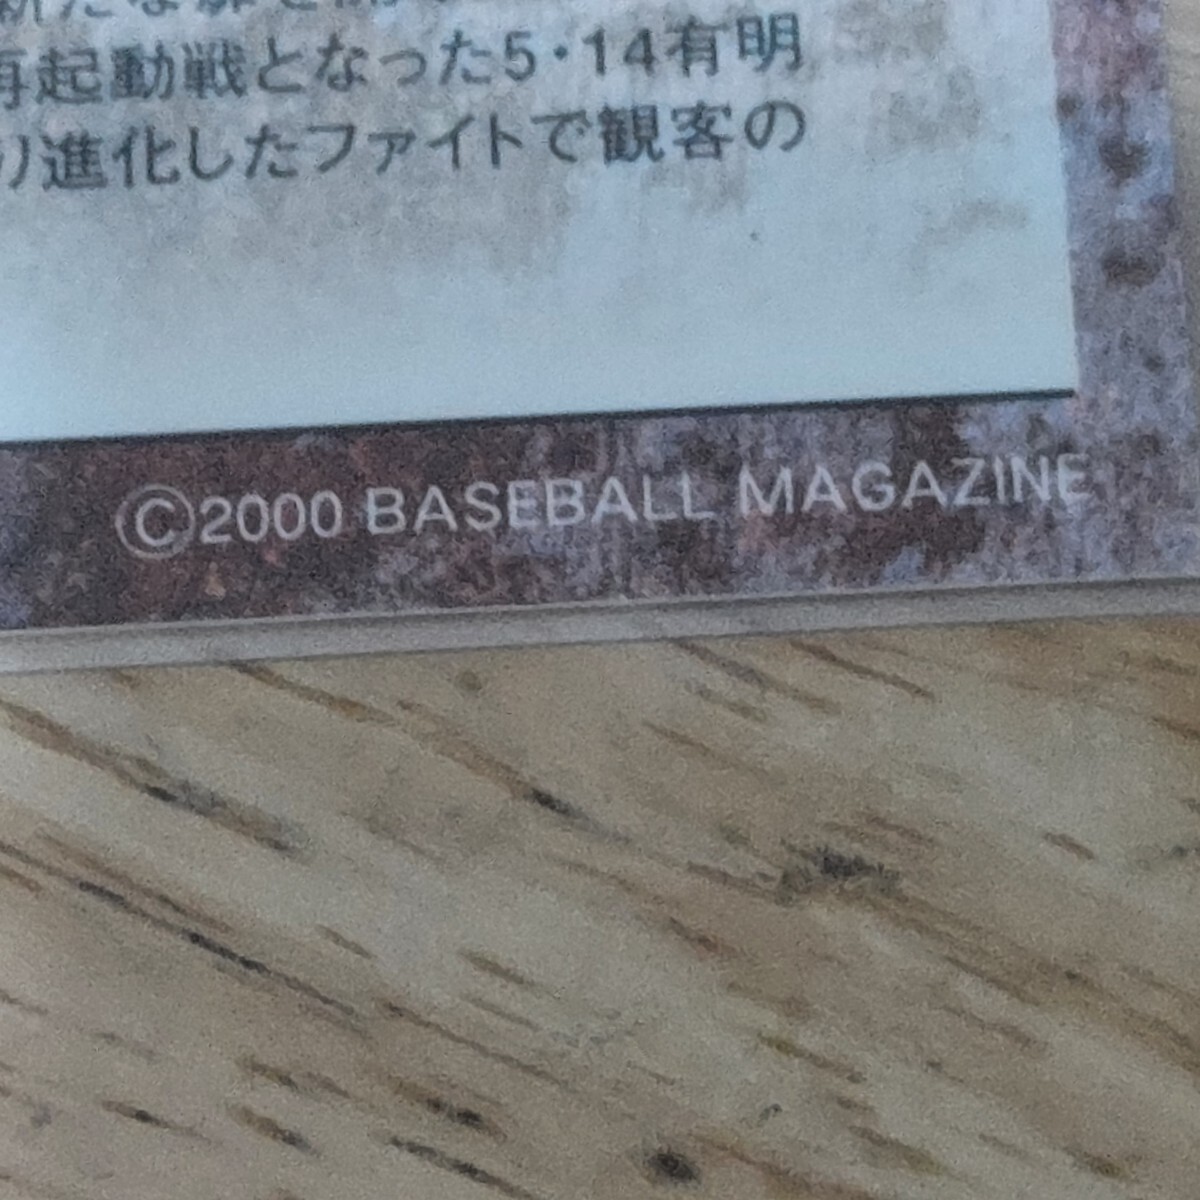 再起動戦となった5・14有明
り進化したファイトで観客の
©2000 BASEBALL MAGAZINE